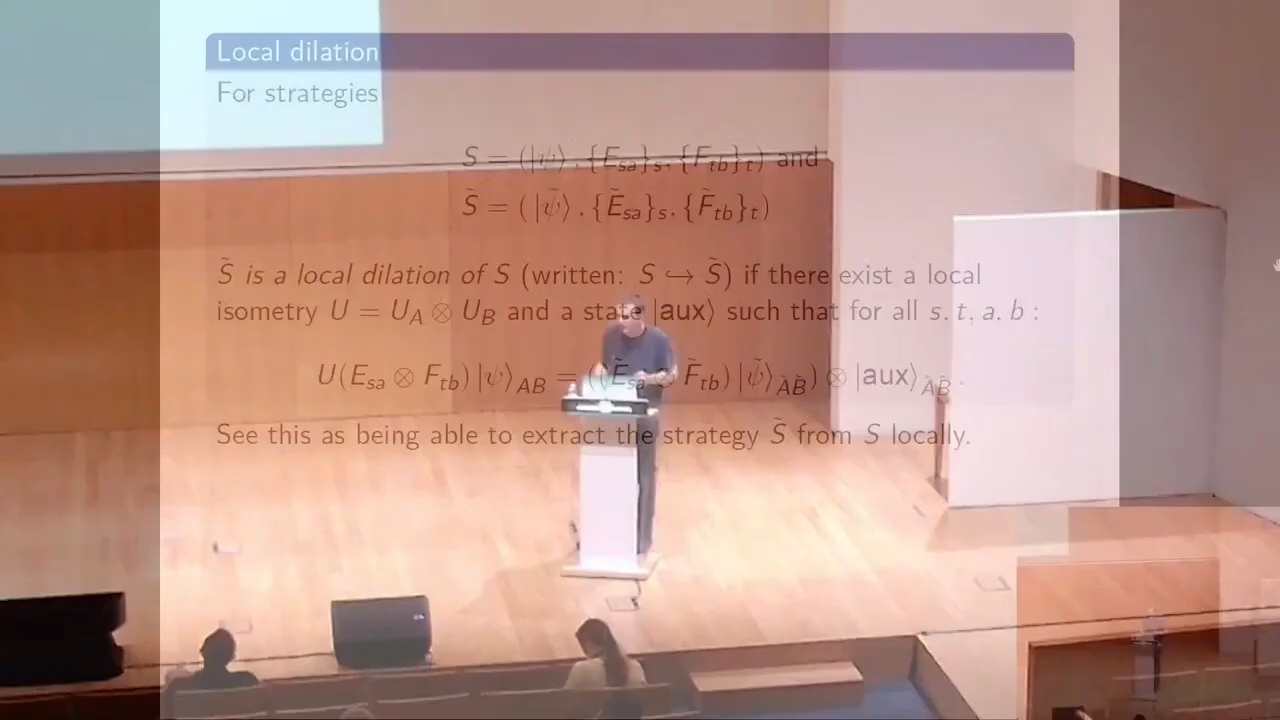 Local dilation
For strategies
S = (|ψ⟩, {E_sa}_s, {F_tb}_t) and
S̃ = (|ψ̃⟩, {Ẽ_sa}_s, {F̃_tb}_t)
S̃ is a local dilation of S (written: S ↪ S̃) if there exist a local
isometry U = U_A ⊗ U_B and a state |aux⟩ such that for all s, t, a, b :
U(E_sa ⊗ F_tb) |ψ⟩_AB = ((Ẽ_sa ⊗ F̃_tb) |ψ̃⟩_ÃB̃) ⊗ |aux⟩_ÂB̂ .
See this as being able to extract the strategy S̃ from S locally.